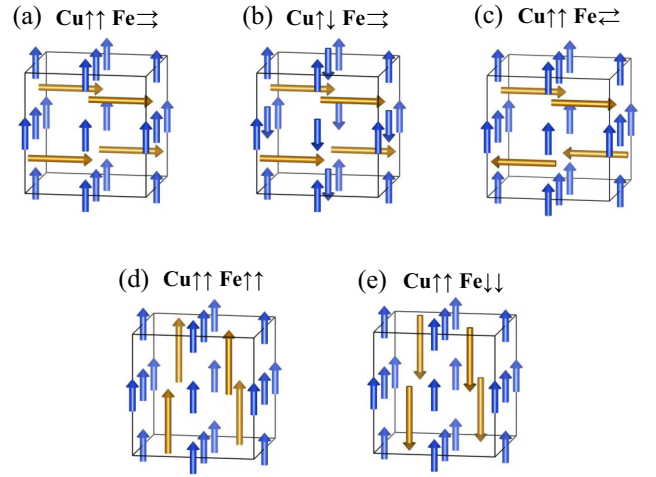 (a) Cu↑↑ Fe⇉
(b) Cu↑↓ Fe⇉
(c) Cu↑↑ Fe⇄
(d) Cu↑↑ Fe↑↑
(e) Cu↑↑ Fe↓↓